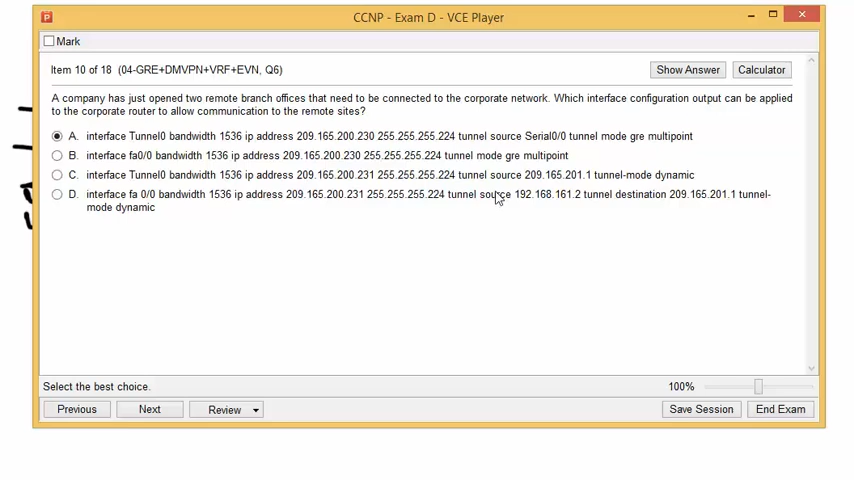 CCNP - Exam D - VCE Player
Mark
Item 10 of 18 (04-GRE+DMVPN+VRF+EVN, Q6)
Show Answer
Calculator
A company has just opened two remote branch offices that need to be connected to the corporate network. Which interface configuration output can be applied
to the corporate router to allow communication to the remote sites?
A. interface Tunnel0 bandwidth 1536 ip address 209.165.200.230 255.255.255.224 tunnel source Serial0/0 tunnel mode gre multipoint
B. interface fa0/0 bandwidth 1536 ip address 209.165.200.230 255.255.255.224 tunnel mode gre multipoint
C. interface Tunnel0 bandwidth 1536 ip address 209.165.200.231 255.255.255.224 tunnel source 209.165.201.1 tunnel-mode dynamic
D. interface fa 0/0 bandwidth 1536 ip address 209.165.200.231 255.255.255.224 tunnel source 192.168.161.2 tunnel destination 209.165.201.1 tunnel-
mode dynamic
Select the best choice.
100%
Previous
Next
Review
Save Session
End Exam